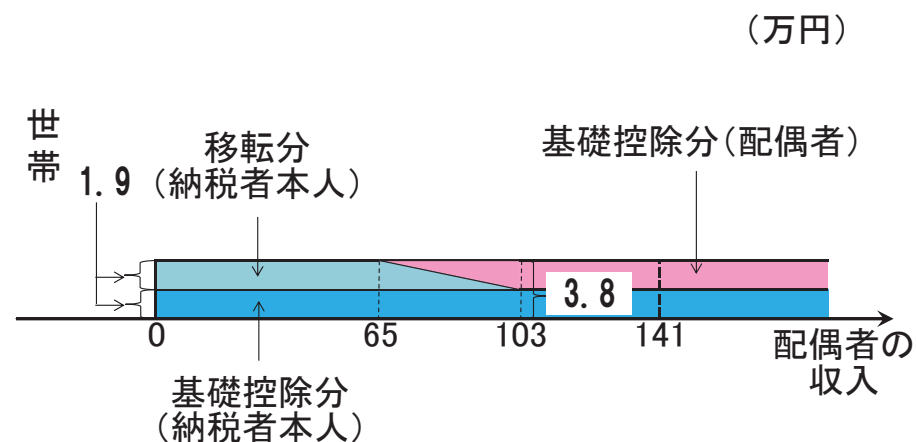 （万円）
世
帯
移転分
（納税者本人）
基礎控除分（配偶者）
1.9
3.8
0
65
103
141
配偶者の
収入
基礎控除分
（納税者本人）